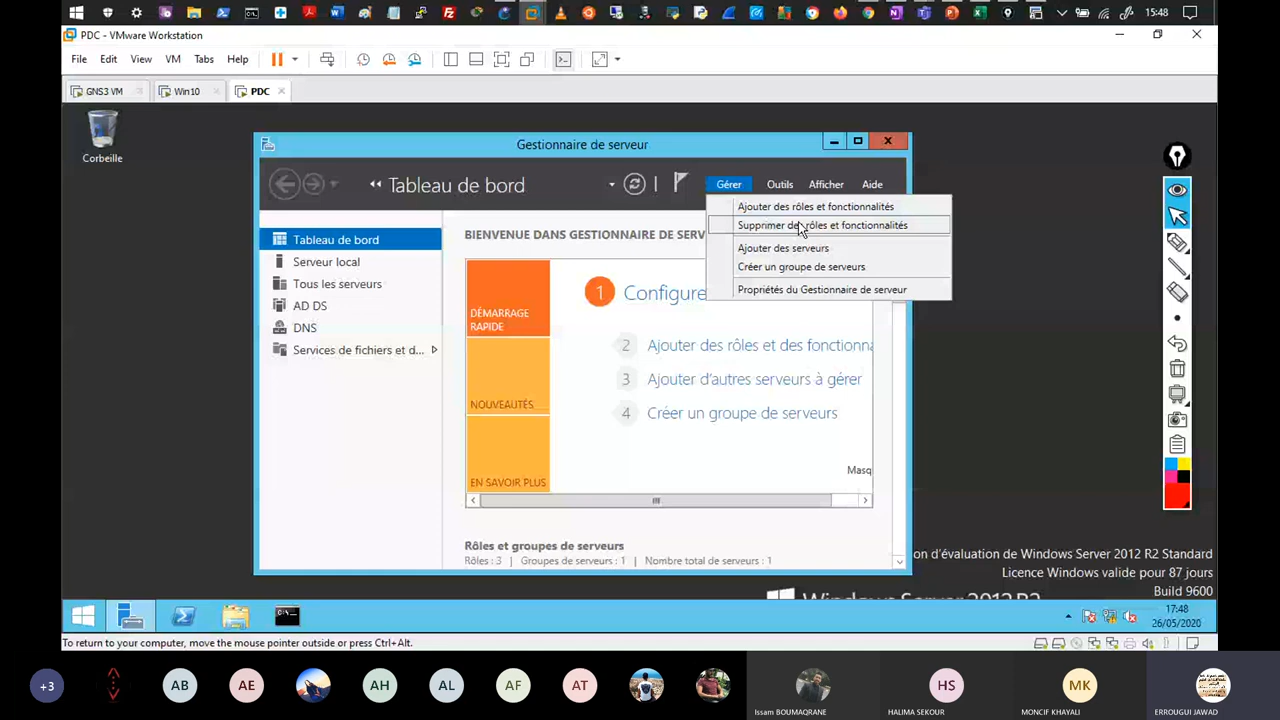 15:48
PDC - VMware Workstation
File Edit View VM Tabs Help
GNS3 VM
Win10
PDC
Corbeille
Gestionnaire de serveur
Tableau de bord
Gérer Outils Afficher Aide
Ajouter des rôles et fonctionnalités
Supprimer des rôles et fonctionnalités
Ajouter des serveurs
Créer un groupe de serveurs
Propriétés du Gestionnaire de serveur
Tableau de bord
Serveur local
Tous les serveurs
AD DS
DNS
Services de fichiers et d...
BIENVENUE DANS GESTIONNAIRE DE SERV
DÉMARRAGE
RAPIDE
NOUVEAUTÉS
EN SAVOIR PLUS
1 Configure
2 Ajouter des rôles et des fonctionna
3 Ajouter d'autres serveurs à gérer
4 Créer un groupe de serveurs
Masq
Rôles et groupes de serveurs
Rôles : 3 | Groupes de serveurs : 1 | Nombre total de serveurs : 1
on d'évaluation de Windows Server 2012 R2 Standard
Licence Windows valide pour 87 jours
Build 9600
Windows Server 2012 R2
17:48
26/05/2020
To return to your computer, move the mouse pointer outside or press Ctrl+Alt.
+3
AB
AE
AH
AL
AF
AT
Issam BOUMAQRANE
HS
HALIMA SEKOUR
MK
MONCIF KHAYALI
ERROUGUI JAWAD